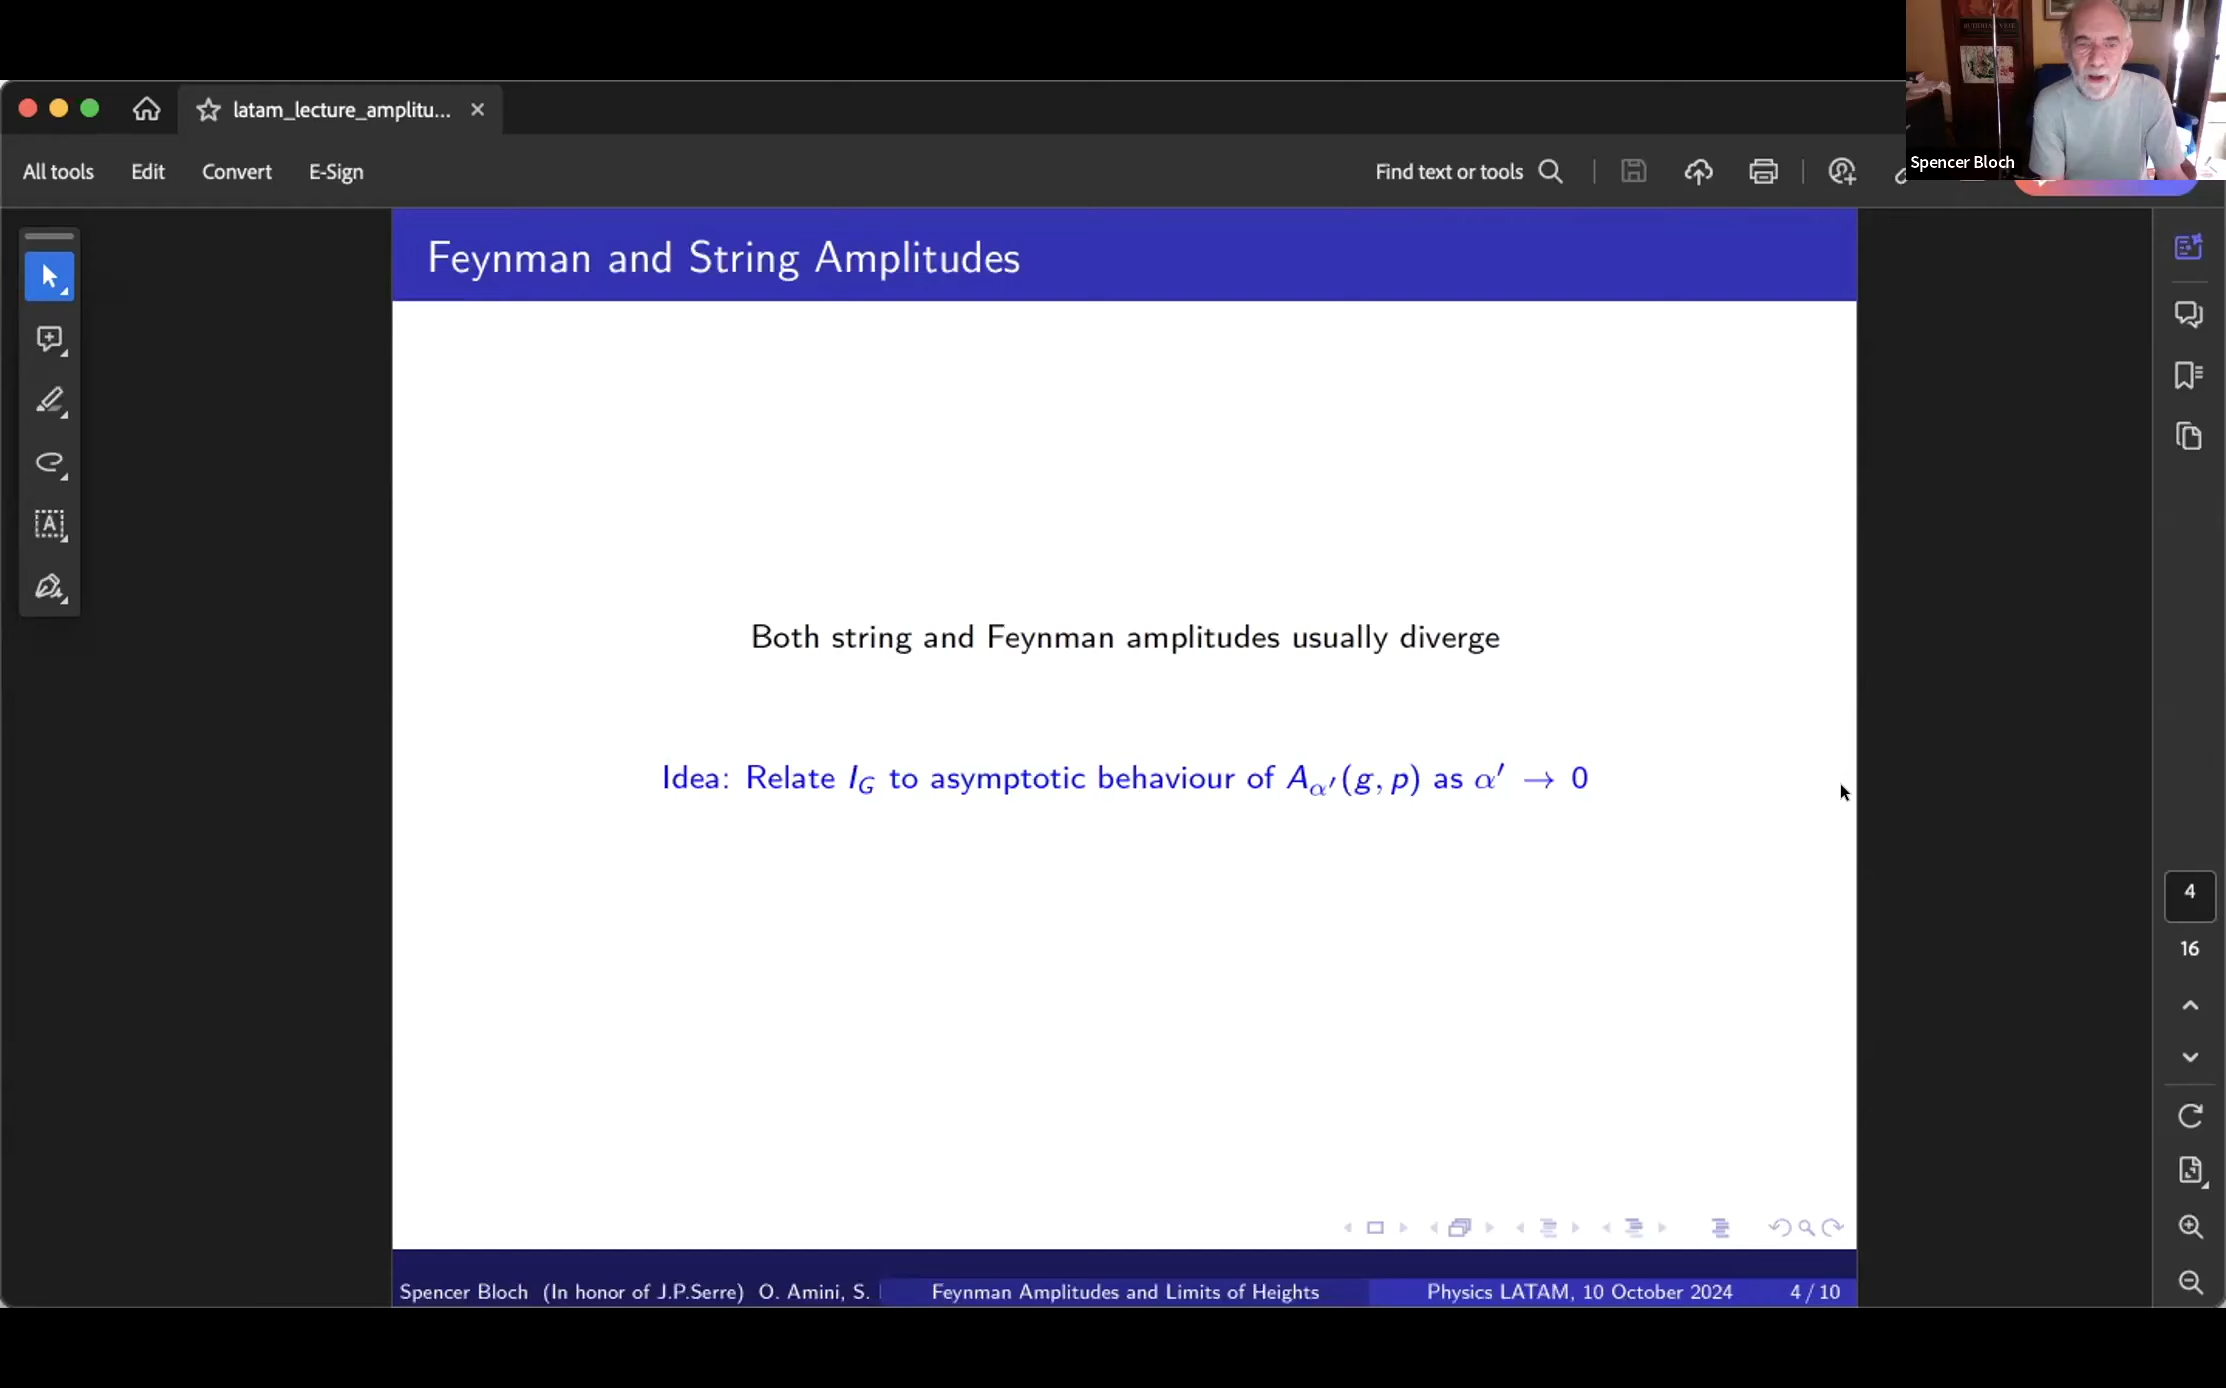 latam_lecture_amplitu...
All tools Edit Convert E-Sign Find text or tools
Spencer Bloch
Feynman and String Amplitudes
Both string and Feynman amplitudes usually diverge
Idea: Relate I_G to asymptotic behaviour of A_α′(g, p) as α′ → 0
4
16
Spencer Bloch (In honor of J.P.Serre) O. Amini, S. Feynman Amplitudes and Limits of Heights Physics LATAM, 10 October 2024 4 / 10